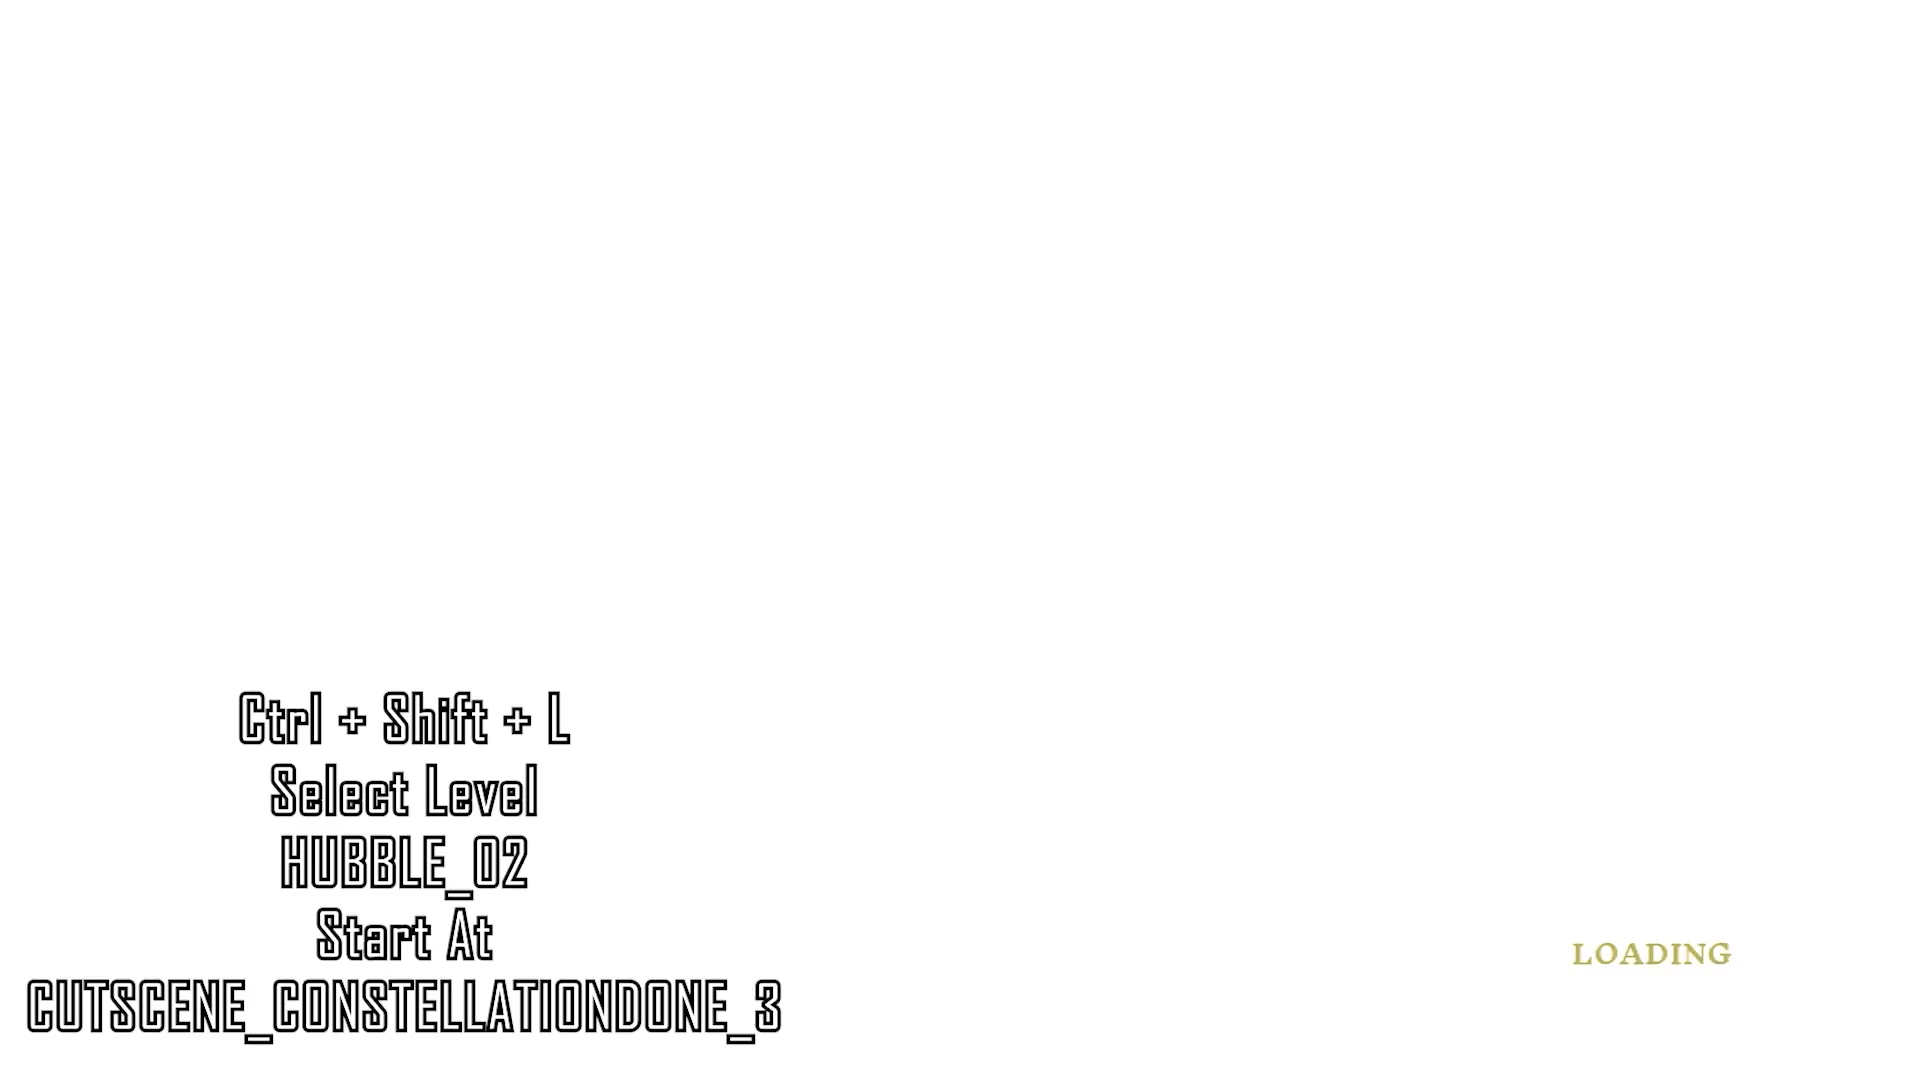 Ctrl + Shift + L
Select Level
HUBBLE_02
Start At
CUTSCENE_CONSTELLATIONDONE_3
LOADING